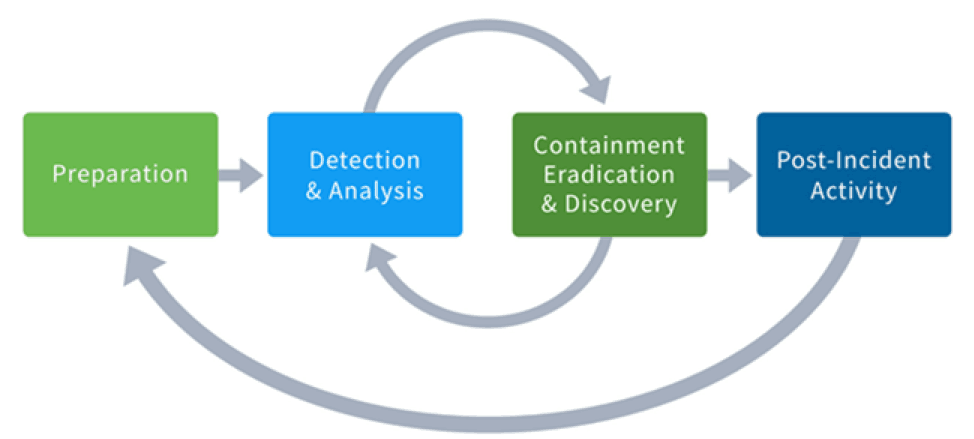 Preparation
Detection
& Analysis
Containment
Eradication
& Discovery
Post-Incident
Activity